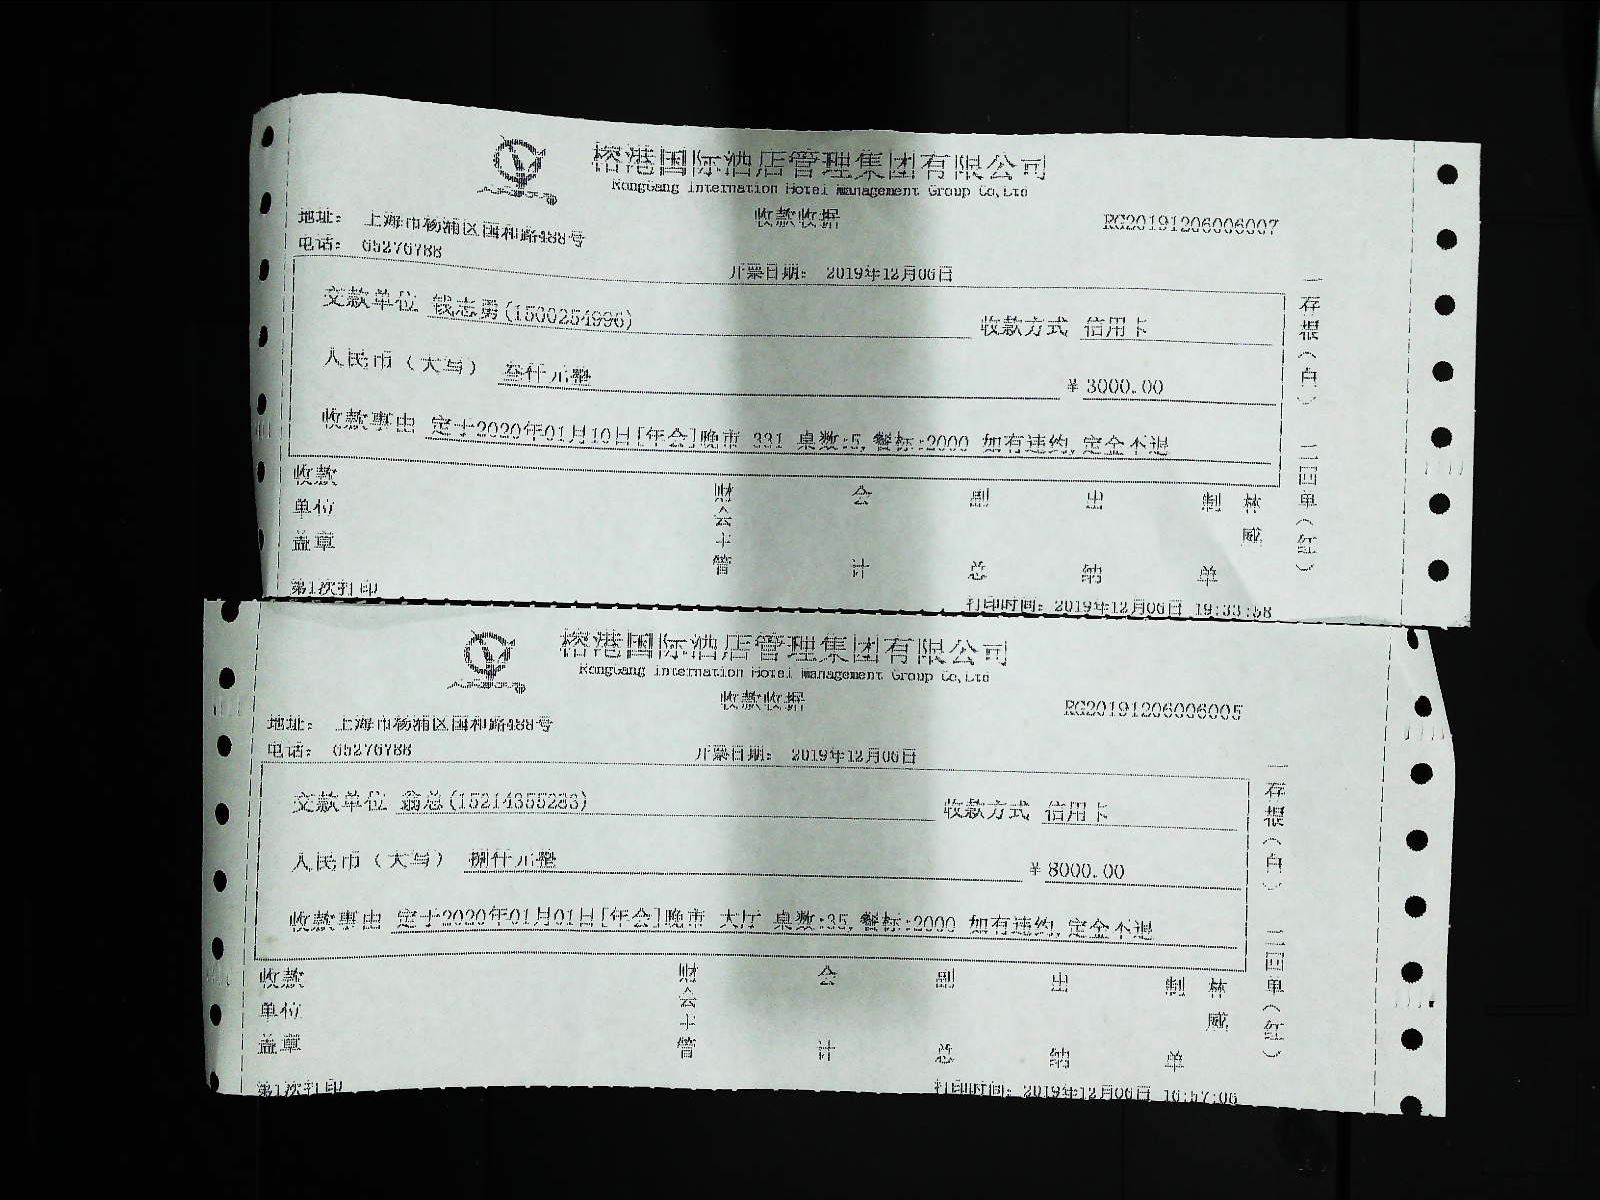 榕港国际酒店管理集团有限公司
RongGang Internation Hotel Management Group Co,Ltd
收款收据
RG20191206006007
地址： 上海市杨浦区国和路488号
电话： 65276788
开票日期： 2019年12月06日
交款单位 钱志勇(1500254996)
收款方式 信用卡
人民币（大写） 叁仟元整
￥3000.00
收款事由 定于2020年01月10日[年会]晚市 331 桌数:5,餐标:2000 如有违约,定金不退
一存根（白） 二回单（红）
收款单位盖章
财会主管
会计
副总
出纳
制单
林威
第1次打印
打印时间：2019年12月06日 19:33:58
榕港国际酒店管理集团有限公司
RongGang Internation Hotel Management Group Co,Ltd
收款收据
RG20191206006005
地址： 上海市杨浦区国和路488号
电话： 65276788
开票日期： 2019年12月06日
交款单位 翁总(15214355283)
收款方式 信用卡
人民币（大写） 捌仟元整
￥8000.00
收款事由 定于2020年01月01日[年会]晚市 大厅 桌数:35,餐标:2000 如有违约,定金不退
一存根（白） 二回单（红）
收款单位盖章
财会主管
会计
副总
出纳
制单
林威
第1次打印
打印时间：2019年12月06日 16:57:06